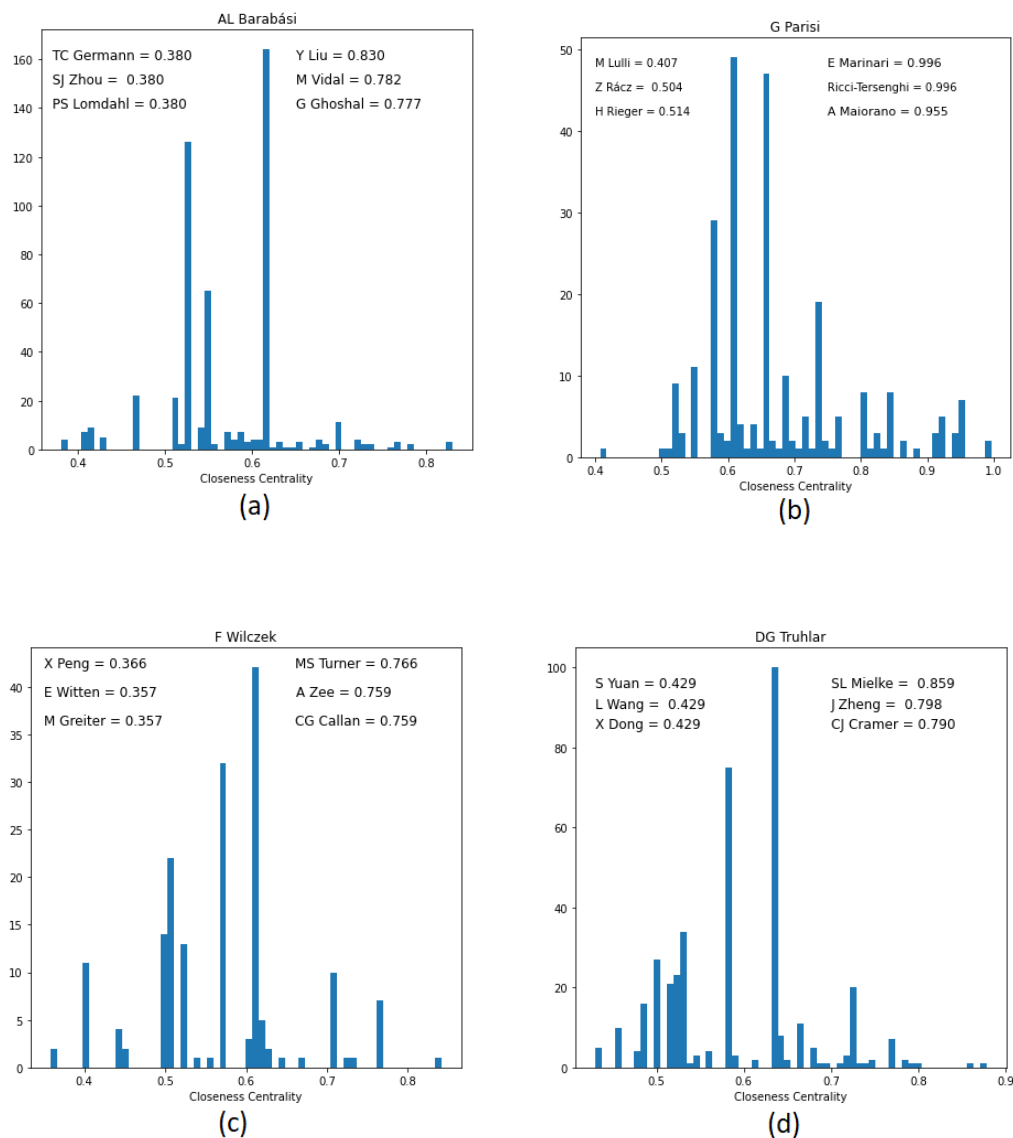 AL Barabási
TC Germann = 0.380
SJ Zhou =  0.380
PS Lomdahl = 0.380
Y Liu = 0.830
M Vidal = 0.782
G Ghoshal = 0.777
160
140
120
100
80
60
40
20
0
0.4 0.5 0.6 0.7 0.8
Closeness Centrality
(a)
G Parisi
M Lulli = 0.407
Z Rácz =  0.504
H Rieger = 0.514
E Marinari = 0.996
Ricci-Tersenghi = 0.996
A Maiorano = 0.955
50
40
30
20
10
0
0.4 0.5 0.6 0.7 0.8 0.9 1.0
Closeness Centrality
(b)
F Wilczek
X Peng = 0.366
E Witten = 0.357
M Greiter = 0.357
MS Turner = 0.766
A Zee = 0.759
CG Callan = 0.759
40
35
30
25
20
15
10
5
0
0.4 0.5 0.6 0.7 0.8
Closeness Centrality
(c)
DG Truhlar
S Yuan = 0.429
L Wang  = 0.429
X Dong = 0.429
SL Mielke =  0.859
J Zheng =  0.798
CJ Cramer = 0.790
100
80
60
40
20
0
0.5 0.6 0.7 0.8 0.9
Closeness Centrality
(d)